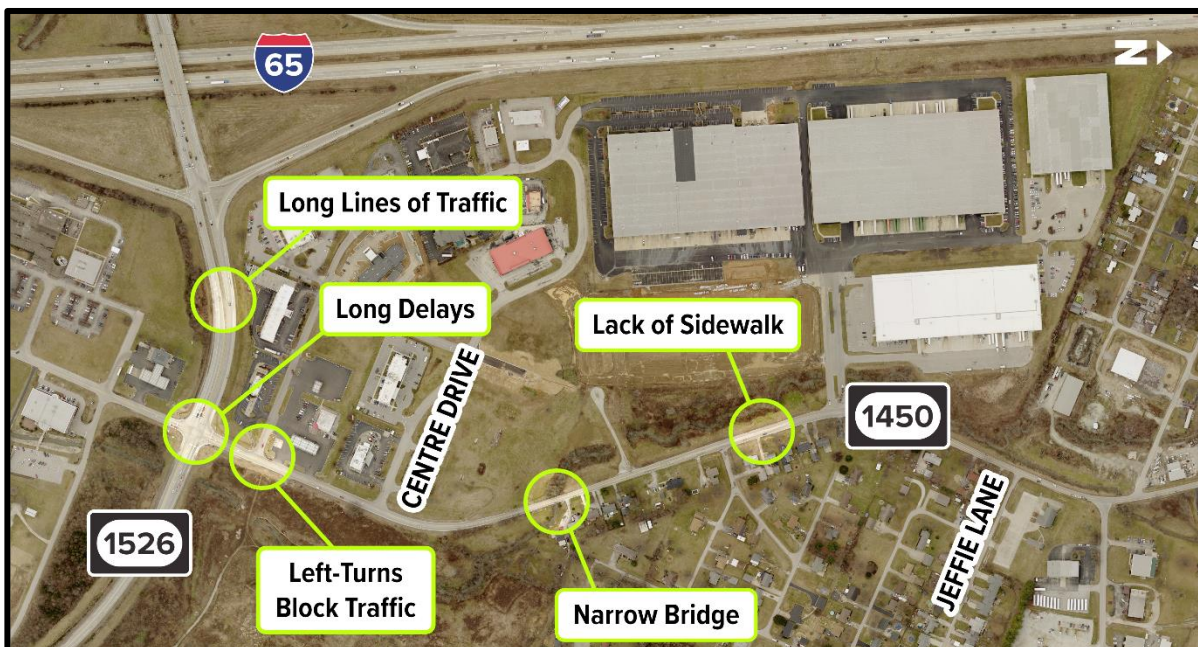 65
N
Long Lines of Traffic
Long Delays
Lack of Sidewalk
CENTRE DRIVE
1450
1526
Left-Turns
Block Traffic
Narrow Bridge
JEFFIE LANE